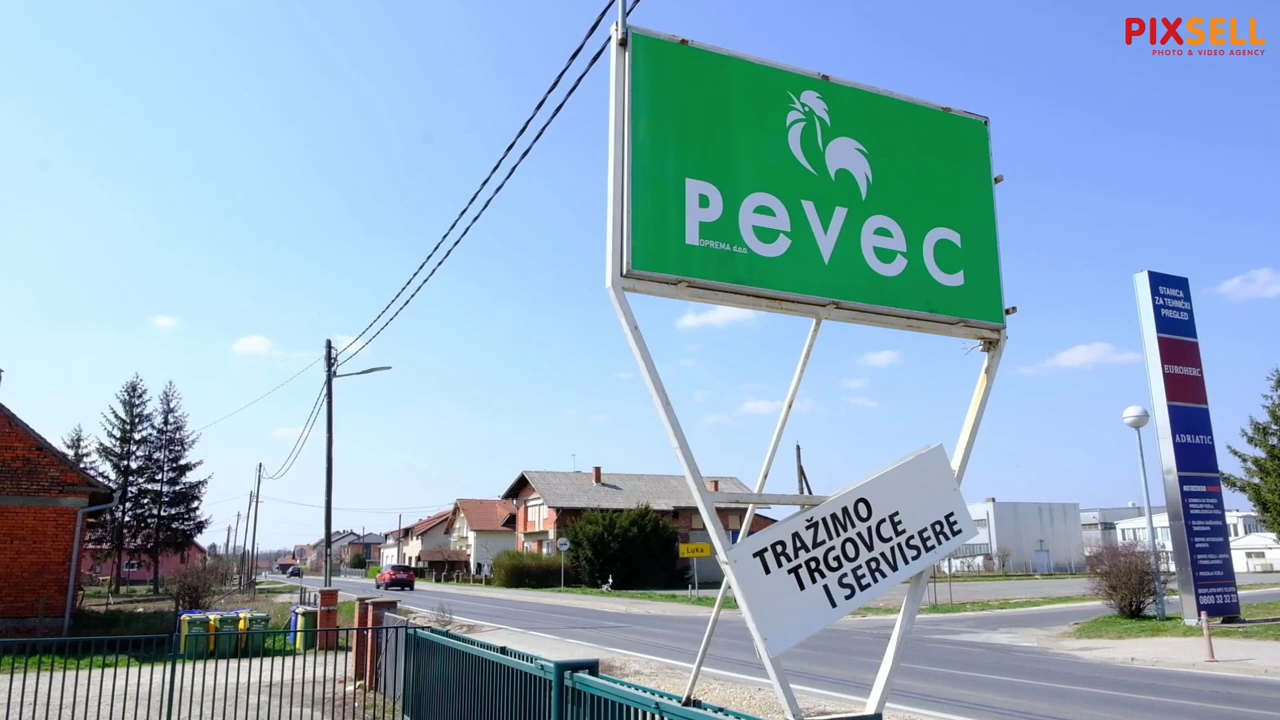 PIXSELL
PHOTO & VIDEO AGENCY
pevec
OPREMA d.o.o.
TRAŽIMO
TRGOVCE
I SERVISERE
Luka
STANICA
ZA TEHNIČKI
PREGLED
EUROHERC
ADRIATIC
0800 32 32 32